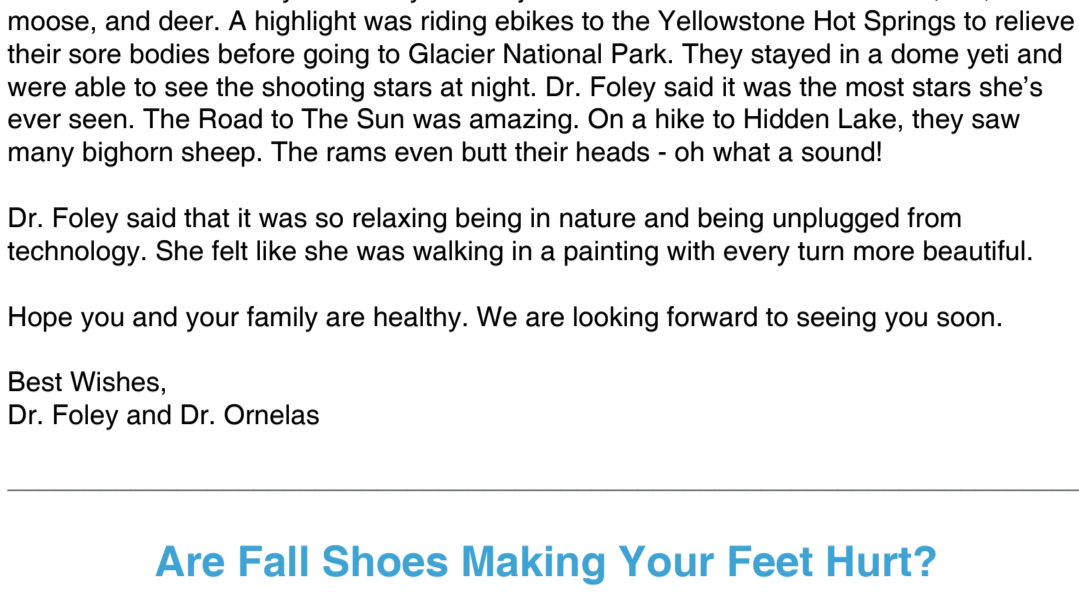 moose, and deer. A highlight was riding ebikes to the Yellowstone Hot Springs to relieve
their sore bodies before going to Glacier National Park. They stayed in a dome yeti and
were able to see the shooting stars at night. Dr. Foley said it was the most stars she's
ever seen. The Road to The Sun was amazing. On a hike to Hidden Lake, they saw
many bighorn sheep. The rams even butt their heads - oh what a sound!
Dr. Foley said that it was so relaxing being in nature and being unplugged from
technology. She felt like she was walking in a painting with every turn more beautiful.
Hope you and your family are healthy. We are looking forward to seeing you soon.
Best Wishes,
Dr. Foley and Dr. Ornelas
Are Fall Shoes Making Your Feet Hurt?